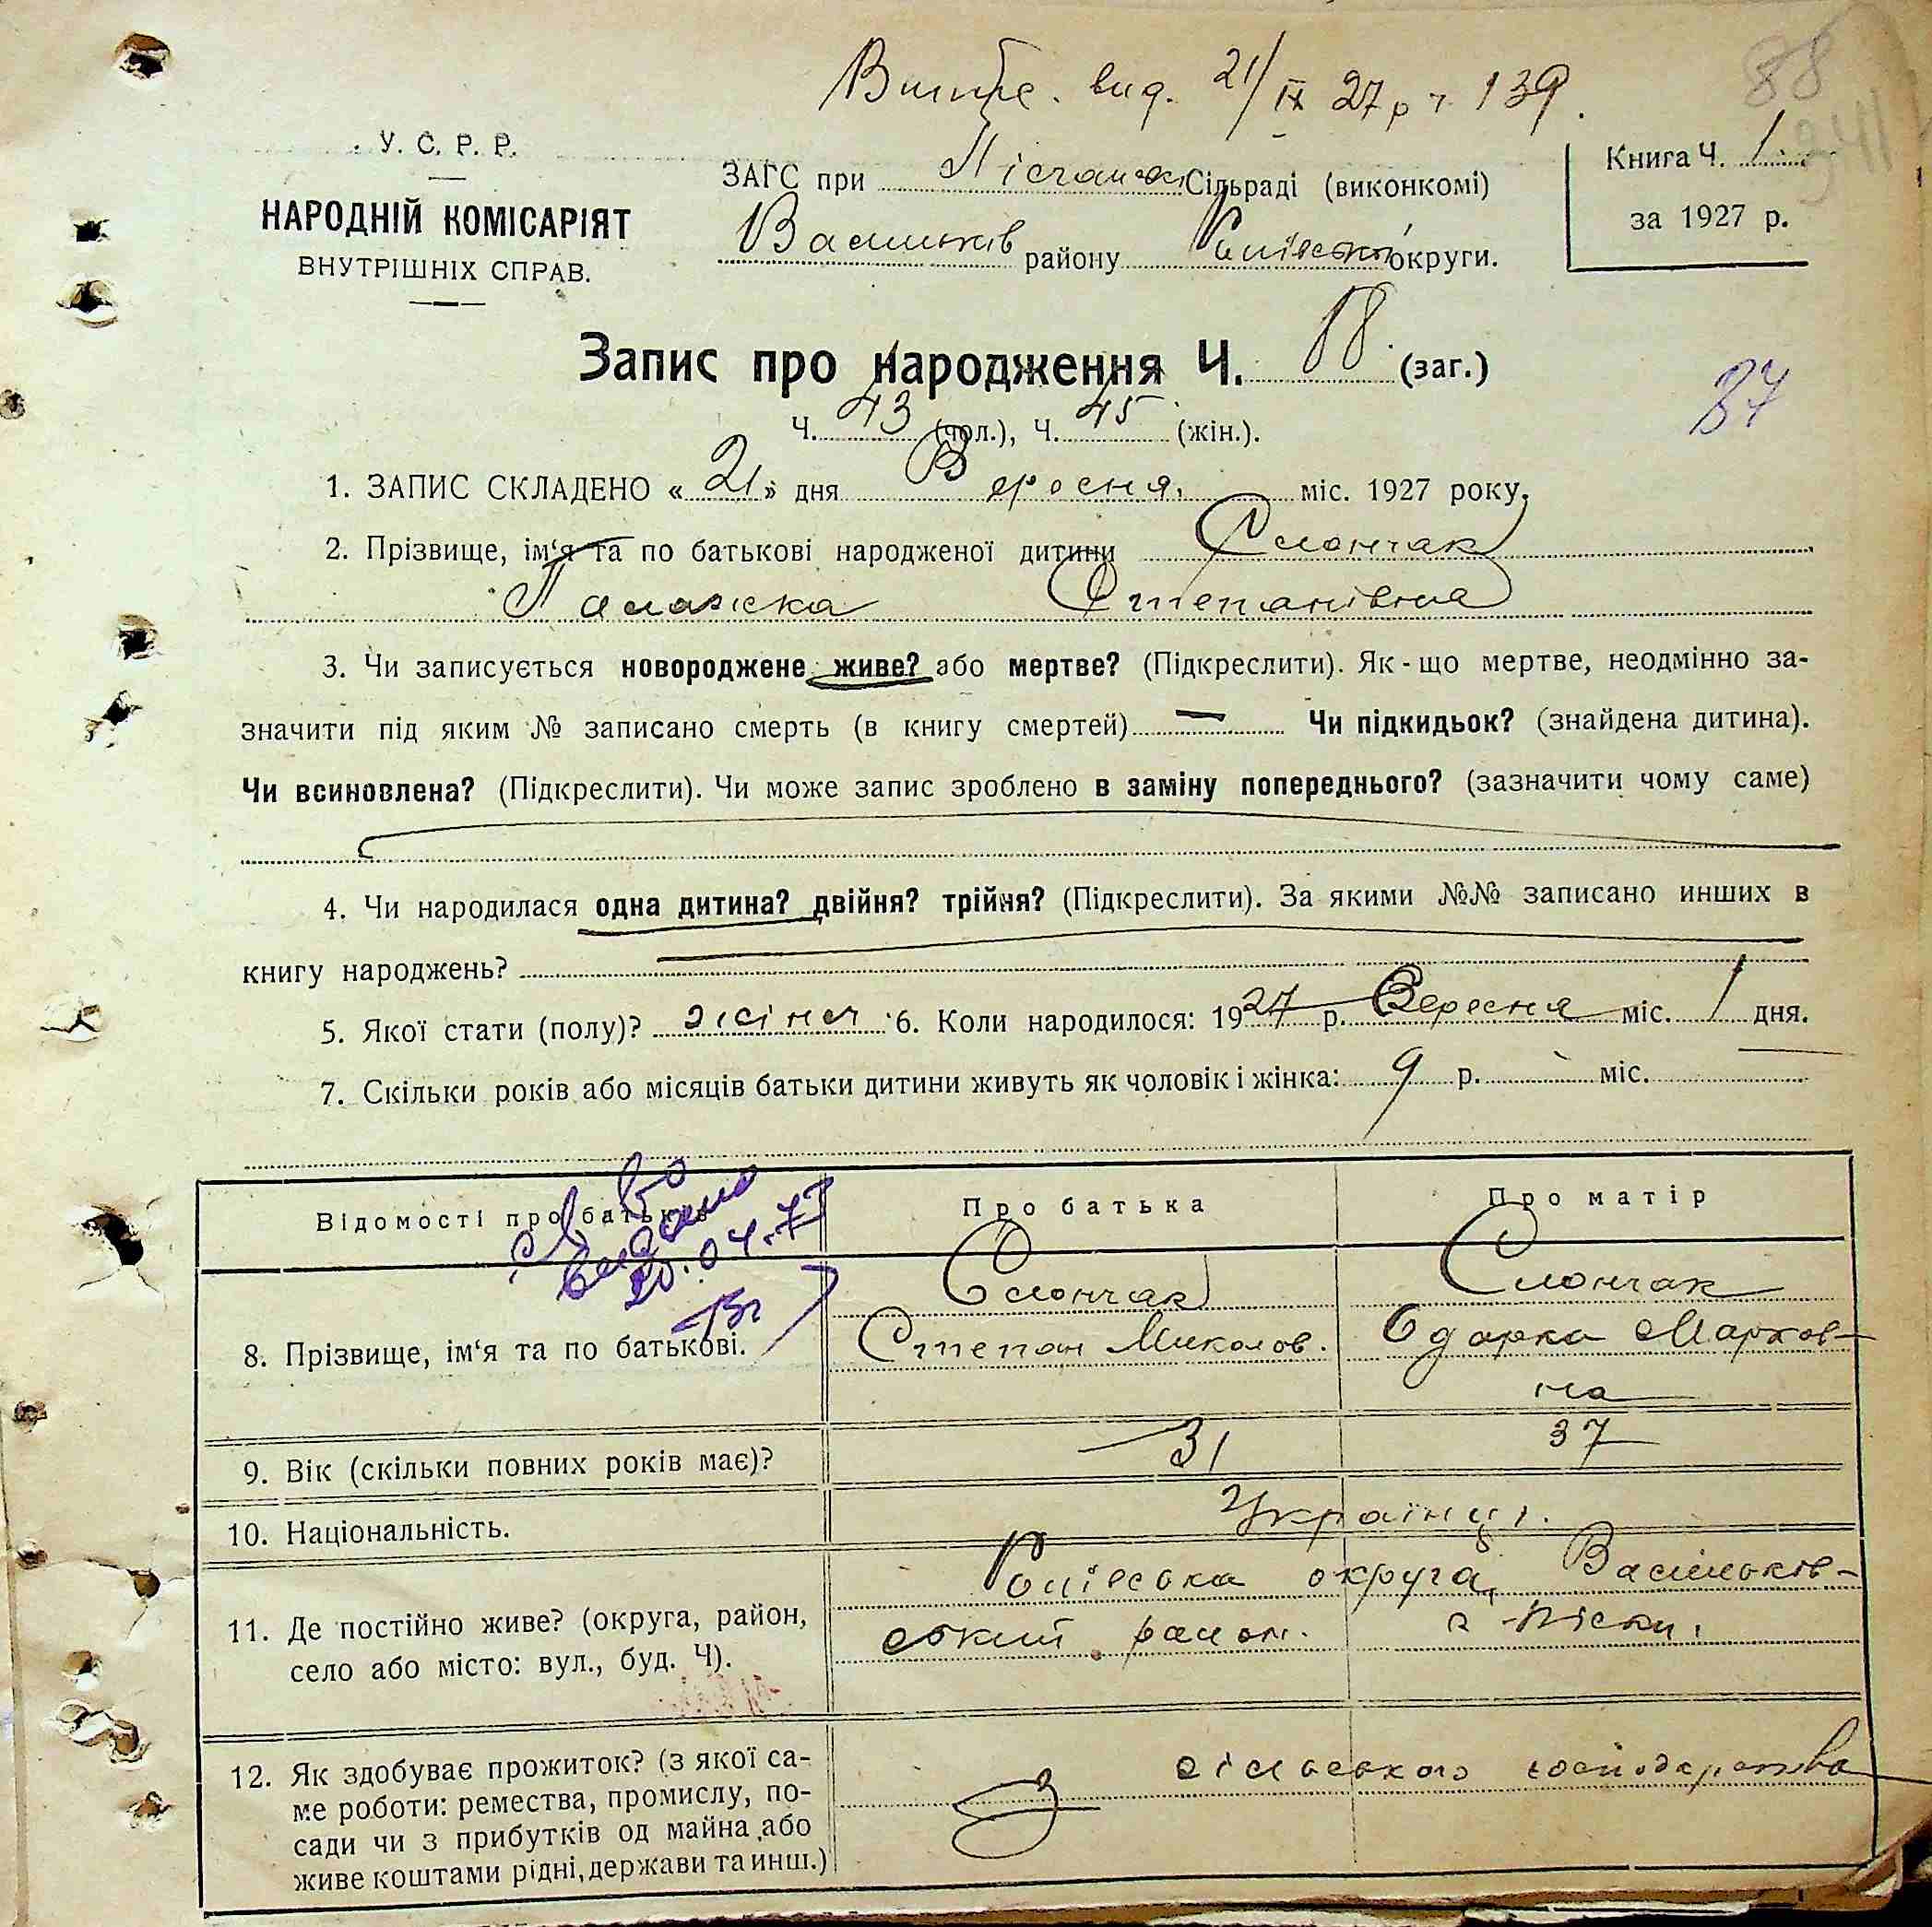 вид. 21/IX 27 р ч. 139.
88
У. С. Р. Р.
НАРОДНІЙ КОМІСАРІЯТ
ВНУТРІШНІХ СПРАВ.
ЗАГС при Сільраді (виконкомі)
району округи.
Книга Ч. 1
за 1927 р.
Запис про народження Ч. 88 (заг.)
37
Ч. 43 (чол.), Ч. 45 (жін.).
1. ЗАПИС СКЛАДЕНО « 21 » дня Вересня міс. 1927 року.
2. Прізвище, ім‘я та по батькові народженої дитини Слончак
Палажка Степанівна
3. Чи записується новороджене живе? або мертве? (Підкреслити). Як-що мертве, неодмінно за-
значити під яким № записано смерть (в книгу смертей) — Чи підкидьок? (знайдена дитина).
Чи всиновлена? (Підкреслити). Чи може запис зроблено в заміну попереднього? (зазначити чому саме)
4. Чи народилася одна дитина? двійня? трійня? (Підкреслити). За якими №№ записано инших в
книгу народжень?
5. Якої стати (полу)? жіноч 6. Коли народилося: 1927 р. Вересня міс. 1 дня.
7. Скільки років або місяців батьки дитини живуть як чоловік і жінка: 9 р. міс.
Відомості про батьків
Про батька
Про матір
видано
20.04.77
8. Прізвище, ім‘я та по батькові.
Слончак
Степан Миколов.
Слончак
Одарка Марков-
на
9. Вік (скільки повних років має)?
31
37
10. Національність.
Українці.
11. Де постійно живе? (округа, район,
село або місто: вул., буд. Ч).
округа, Васильків-
ський район. с Піски.
12. Як здобуває прожиток? (з якої са-
ме роботи: ремества, промислу, по-
сади чи з прибутків од майна або
живе коштами рідні, держави та инш.)
З сільського господарства